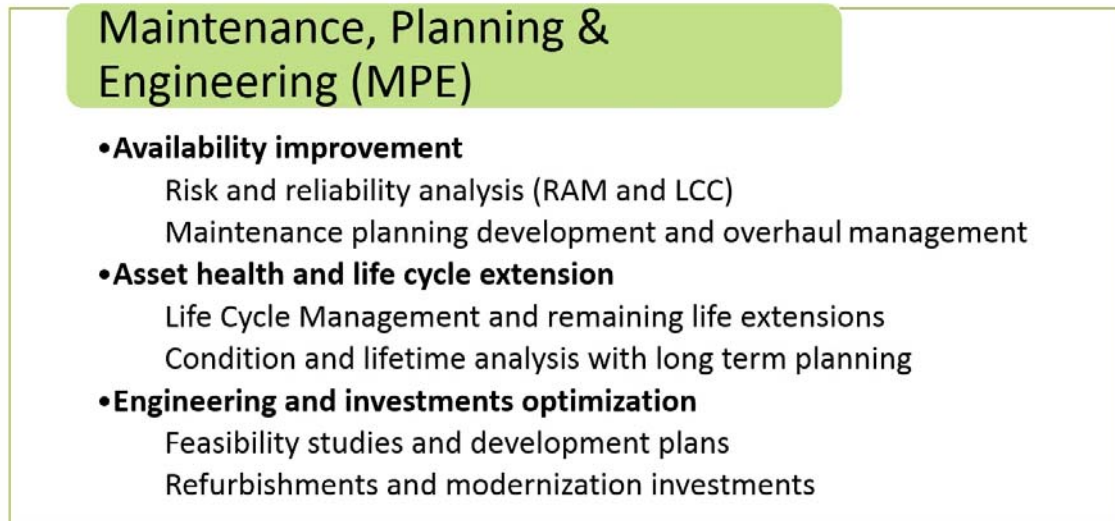 Maintenance, Planning &
Engineering (MPE)
•Availability improvement
Risk and reliability analysis (RAM and LCC)
Maintenance planning development and overhaul management
•Asset health and life cycle extension
Life Cycle Management and remaining life extensions
Condition and lifetime analysis with long term planning
•Engineering and investments optimization
Feasibility studies and development plans
Refurbishments and modernization investments